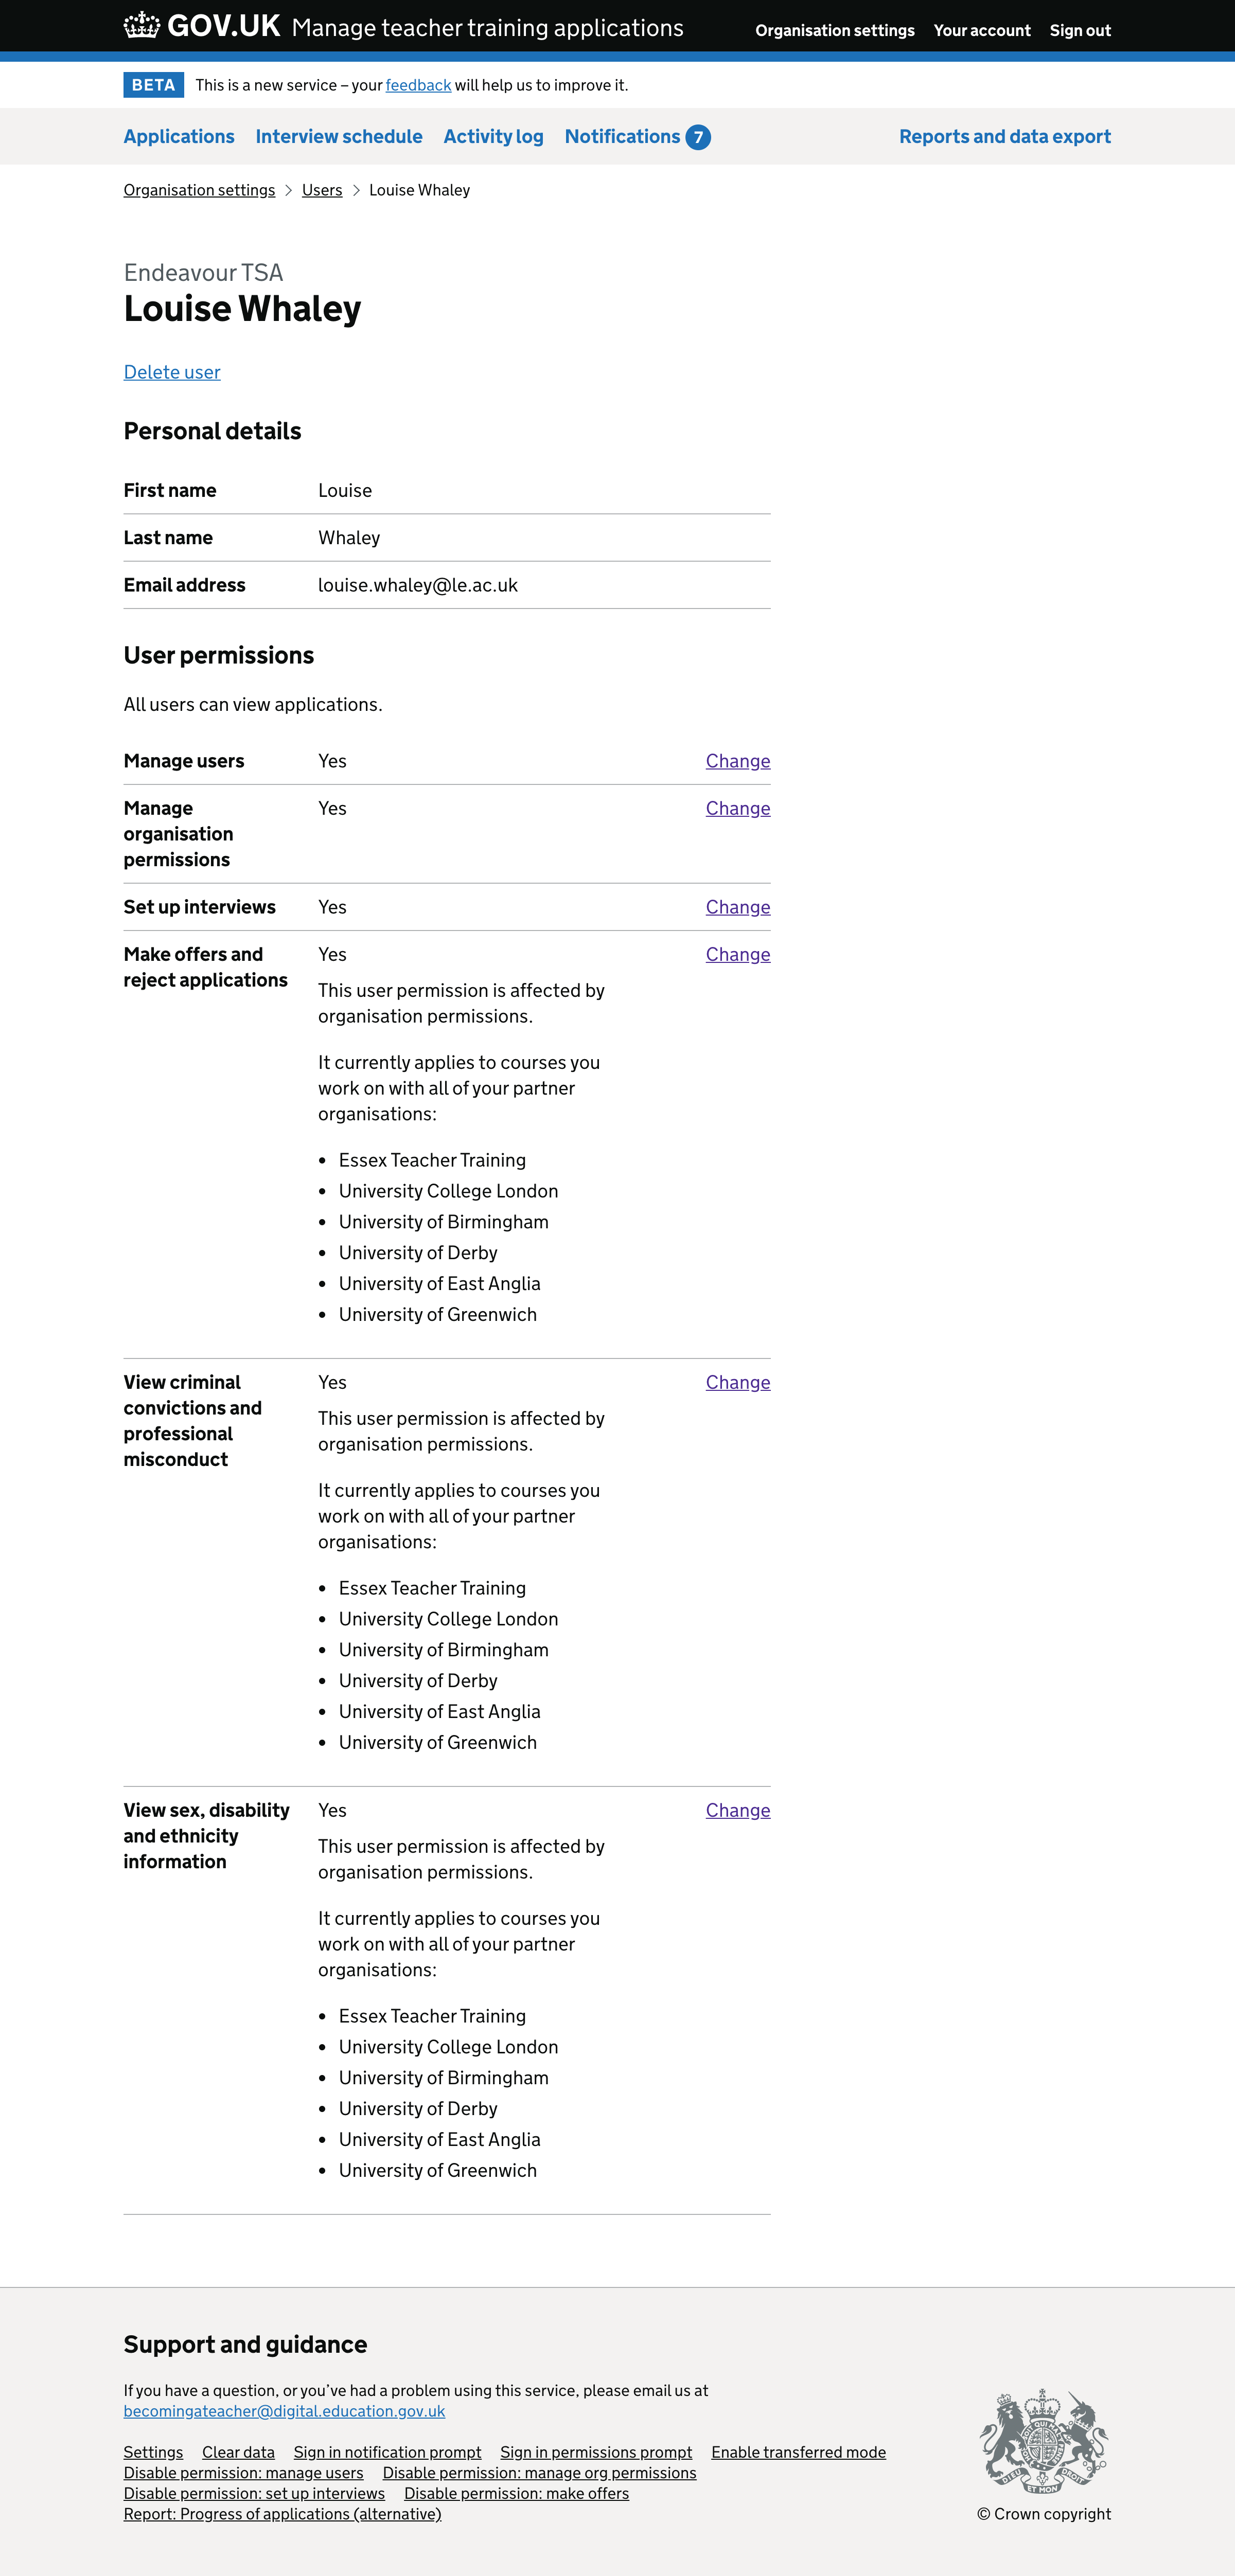 GOV.UK Manage teacher training applications Organisation settings Your account Sign out
BETA This is a new service – your feedback will help us to improve it.
Applications Interview schedule Activity log Notifications 7 Reports and data export
Organisation settings Users Louise Whaley
Endeavour TSA
Louise Whaley
Delete user
Personal details
First name Louise
Last name Whaley
Email address louise.whaley@le.ac.uk
User permissions
All users can view applications.
Manage users Yes Change
Manage Yes Change
organisation
permissions
Set up interviews Yes Change
Make offers and Yes Change
reject applications
This user permission is affected by
organisation permissions.
It currently applies to courses you
work on with all of your partner
organisations:
• Essex Teacher Training
• University College London
• University of Birmingham
• University of Derby
• University of East Anglia
• University of Greenwich
View criminal Yes Change
convictions and
professional
misconduct
This user permission is affected by
organisation permissions.
It currently applies to courses you
work on with all of your partner
organisations:
• Essex Teacher Training
• University College London
• University of Birmingham
• University of Derby
• University of East Anglia
• University of Greenwich
View sex, disability Yes Change
and ethnicity
information
This user permission is affected by
organisation permissions.
It currently applies to courses you
work on with all of your partner
organisations:
• Essex Teacher Training
• University College London
• University of Birmingham
• University of Derby
• University of East Anglia
• University of Greenwich
Support and guidance
If you have a question, or you’ve had a problem using this service, please email us at
becomingateacher@digital.education.gov.uk
Settings Clear data Sign in notification prompt Sign in permissions prompt Enable transferred mode
Disable permission: manage users Disable permission: manage org permissions
Disable permission: set up interviews Disable permission: make offers
Report: Progress of applications (alternative)
DIEU ET MON DROIT
© Crown copyright